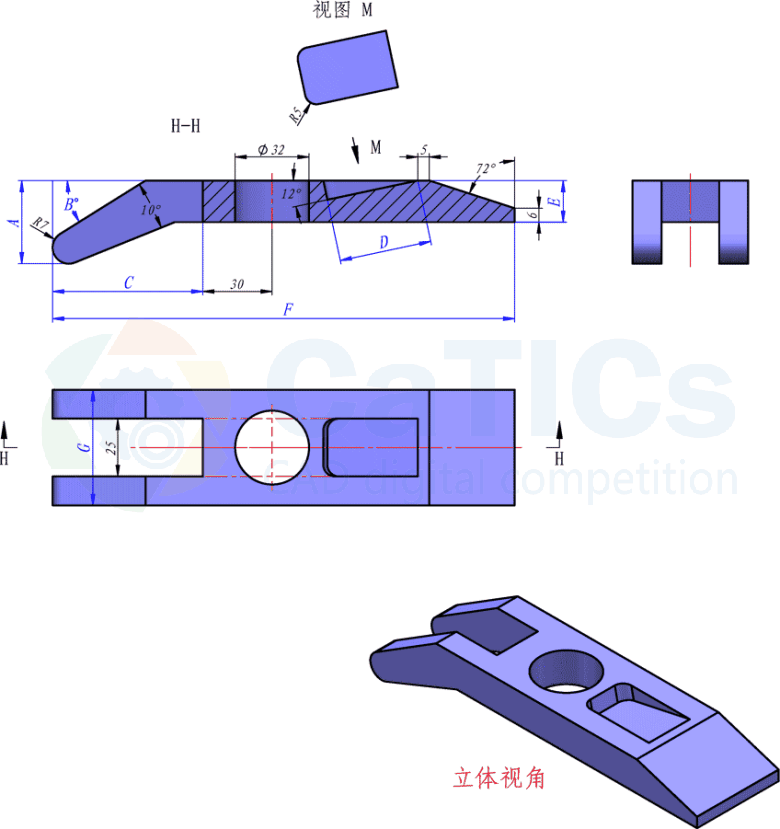 视图 M
R5
H-H
Φ32
M
5
72°
B°
10°
12°
A
E
6
R7
D
C
30
F
CaTICs
H
G
25
H
CAD digital competition
立体视角